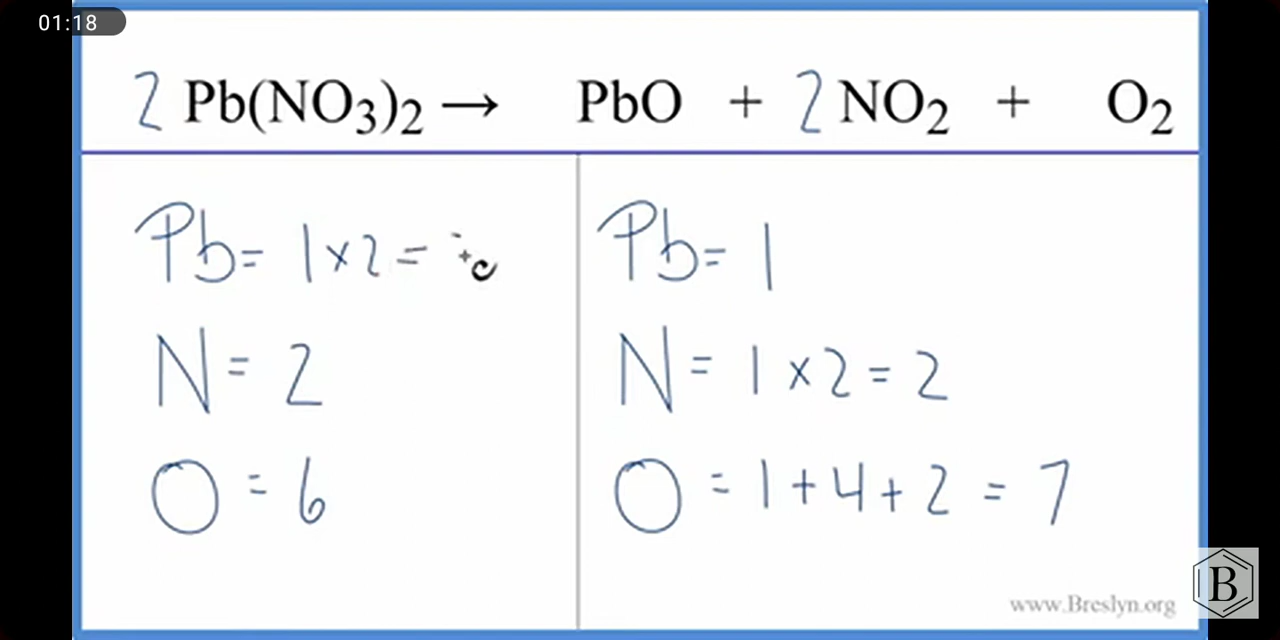 01:18
2 Pb(NO3)2 → PbO + 2 NO2 + O2
Pb = 1 x 2 =
Pb = 1
N = 2
N = 1 x 2 = 2
O = 6
O = 1 + 4 + 2 = 7
B
www.Breslyn.org